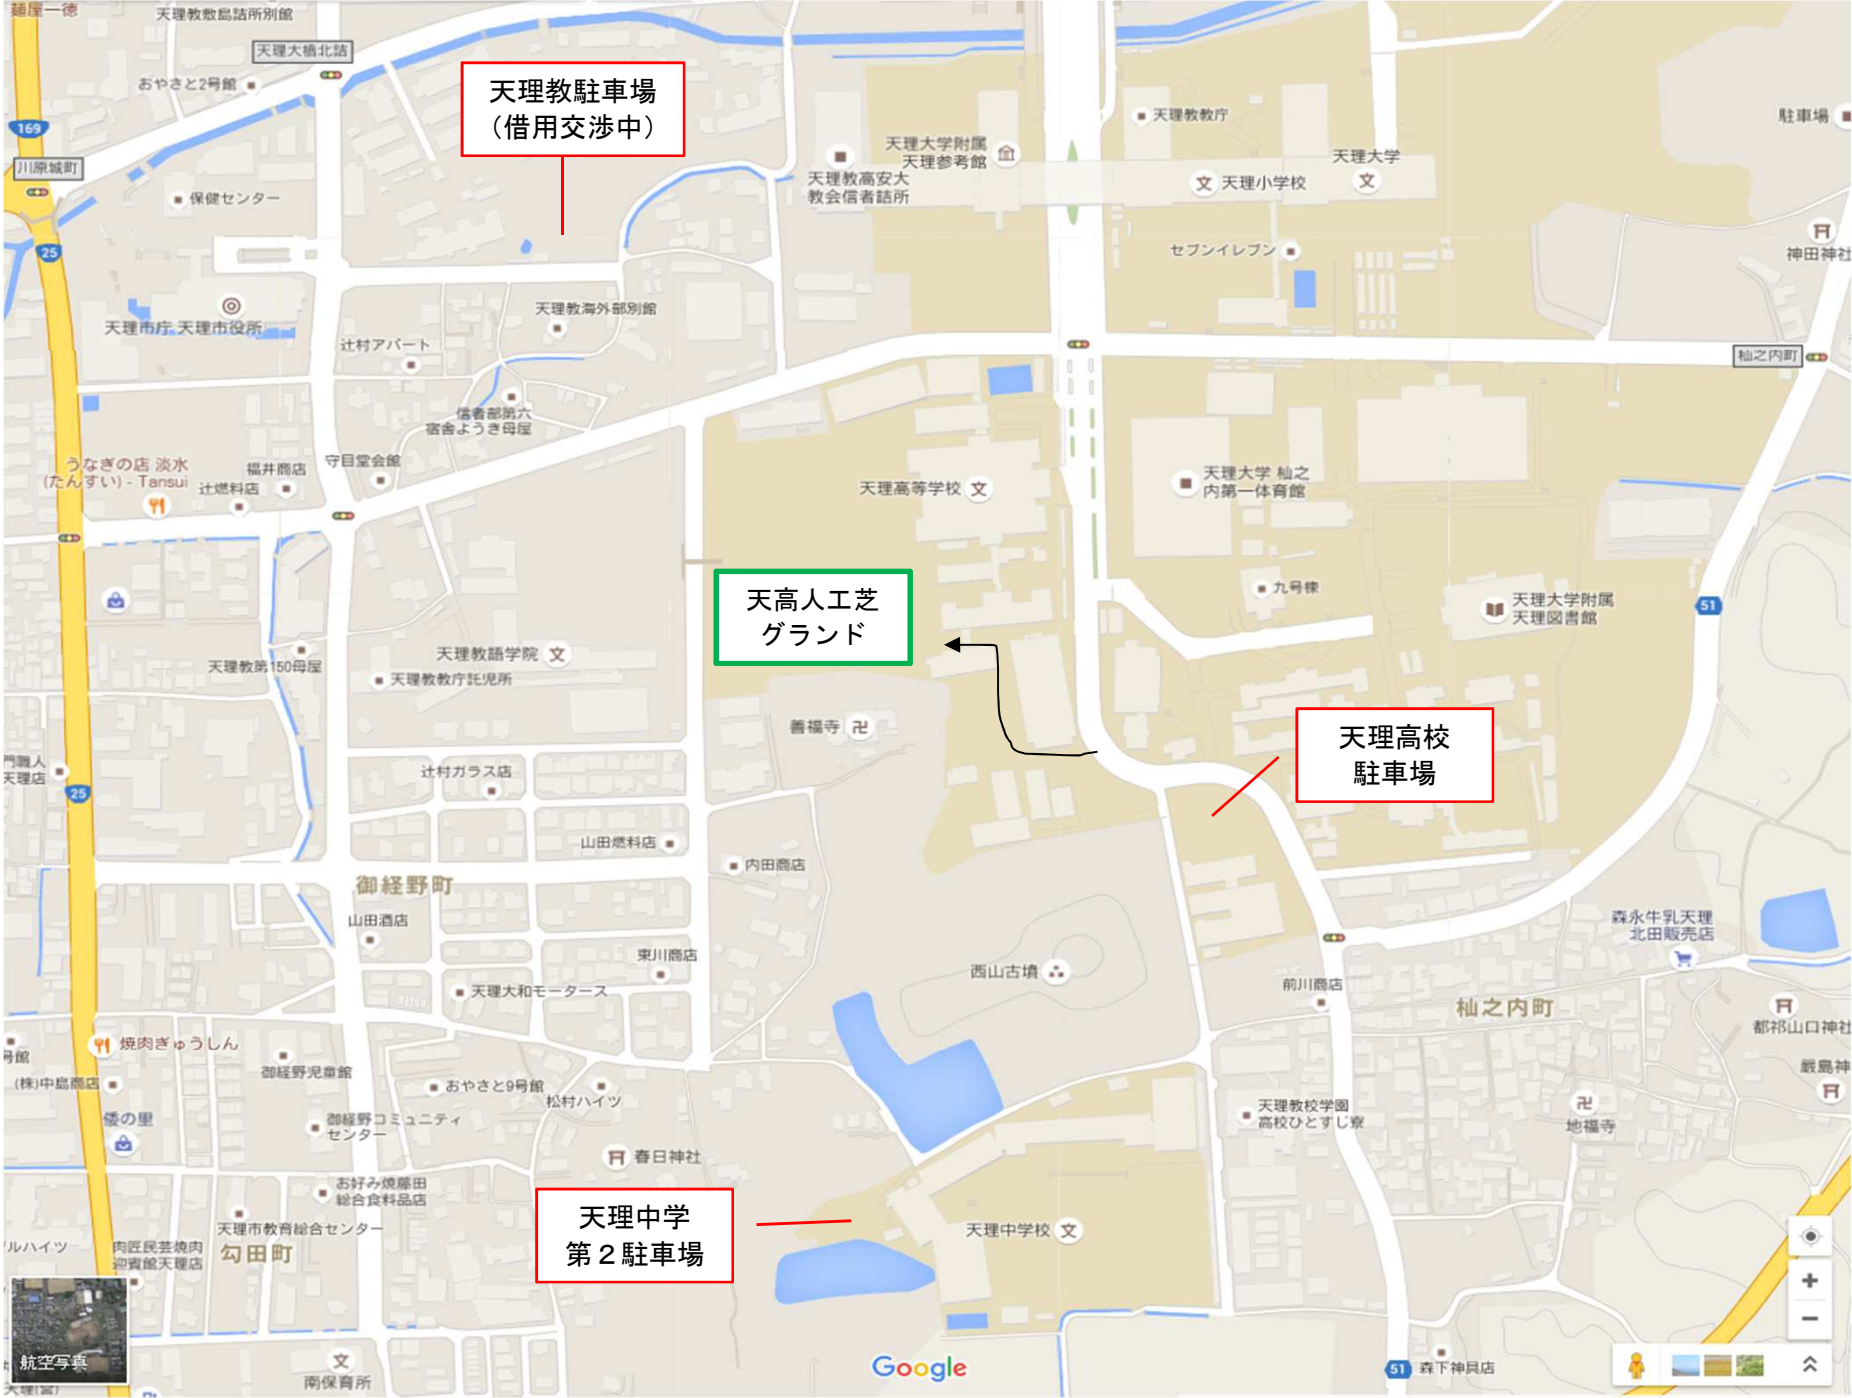 麺屋一徳
天理教敷島詰所別館
天理大橋北詰
おやさと2号館
天理教駐車場
（借用交渉中）
169
川原城町
保健センター
25
天理大学附属
天理参考館
天理教高安大
教会信者詰所
天理教教庁
天理大学
文 天理小学校
文
駐車場
セブンイレブン
神田神社
天理市庁 天理市役所
天理教海外部別館
辻村アパート
杣之内町
信者部第六
宿舎ようき母屋
うなぎの店 淡水
(たんすい) - Tansui
福井商店
守目堂会館
辻燃料店
天理高等学校 文
天理大学 杣之
内第一体育館
天高人工芝
グランド
九号棟
天理大学附属
天理図書館
51
天理教第150母屋
天理教語学院 文
天理教教庁託児所
善福寺 卍
天理高校
駐車場
門職人
天理店
25
辻村ガラス店
山田燃料店
内田商店
御経野町
山田酒店
東川商店
天理大和モータース
西山古墳
森永牛乳天理
北田販売店
前川商店
杣之内町
都祁山口神社
号館
焼肉ぎゅうしん
(株)中島商店
御経野児童館
おやさと9号館
松村ハイツ
厳島神
倭の里
御経野コミュニティ
センター
天理教校学園
高校ひとすじ寮
卍
地福寺
春日神社
お好み焼藤田
総合食料品店
天理中学
第２駐車場
天理中学校 文
天理市教育総合センター
ルハイツ
肉匠民芸焼肉
迎賓館天理店
勾田町
航空写真
文
南保育所
Google
51
森下神具店
+
−